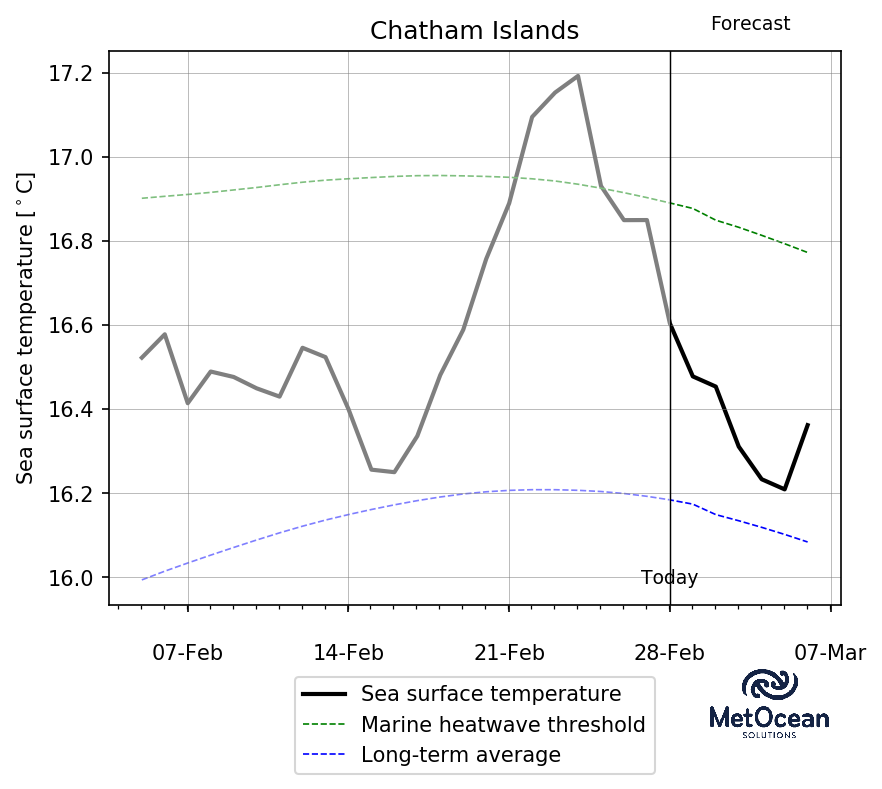 Forecast
Chatham Islands
Sea surface temperature [°C]
17.2
17.0
16.8
16.6
16.4
16.2
16.0
Today
07-Feb 14-Feb 21-Feb 28-Feb 07-Mar
Sea surface temperature
Marine heatwave threshold
Long-term average
MetOcean
SOLUTIONS